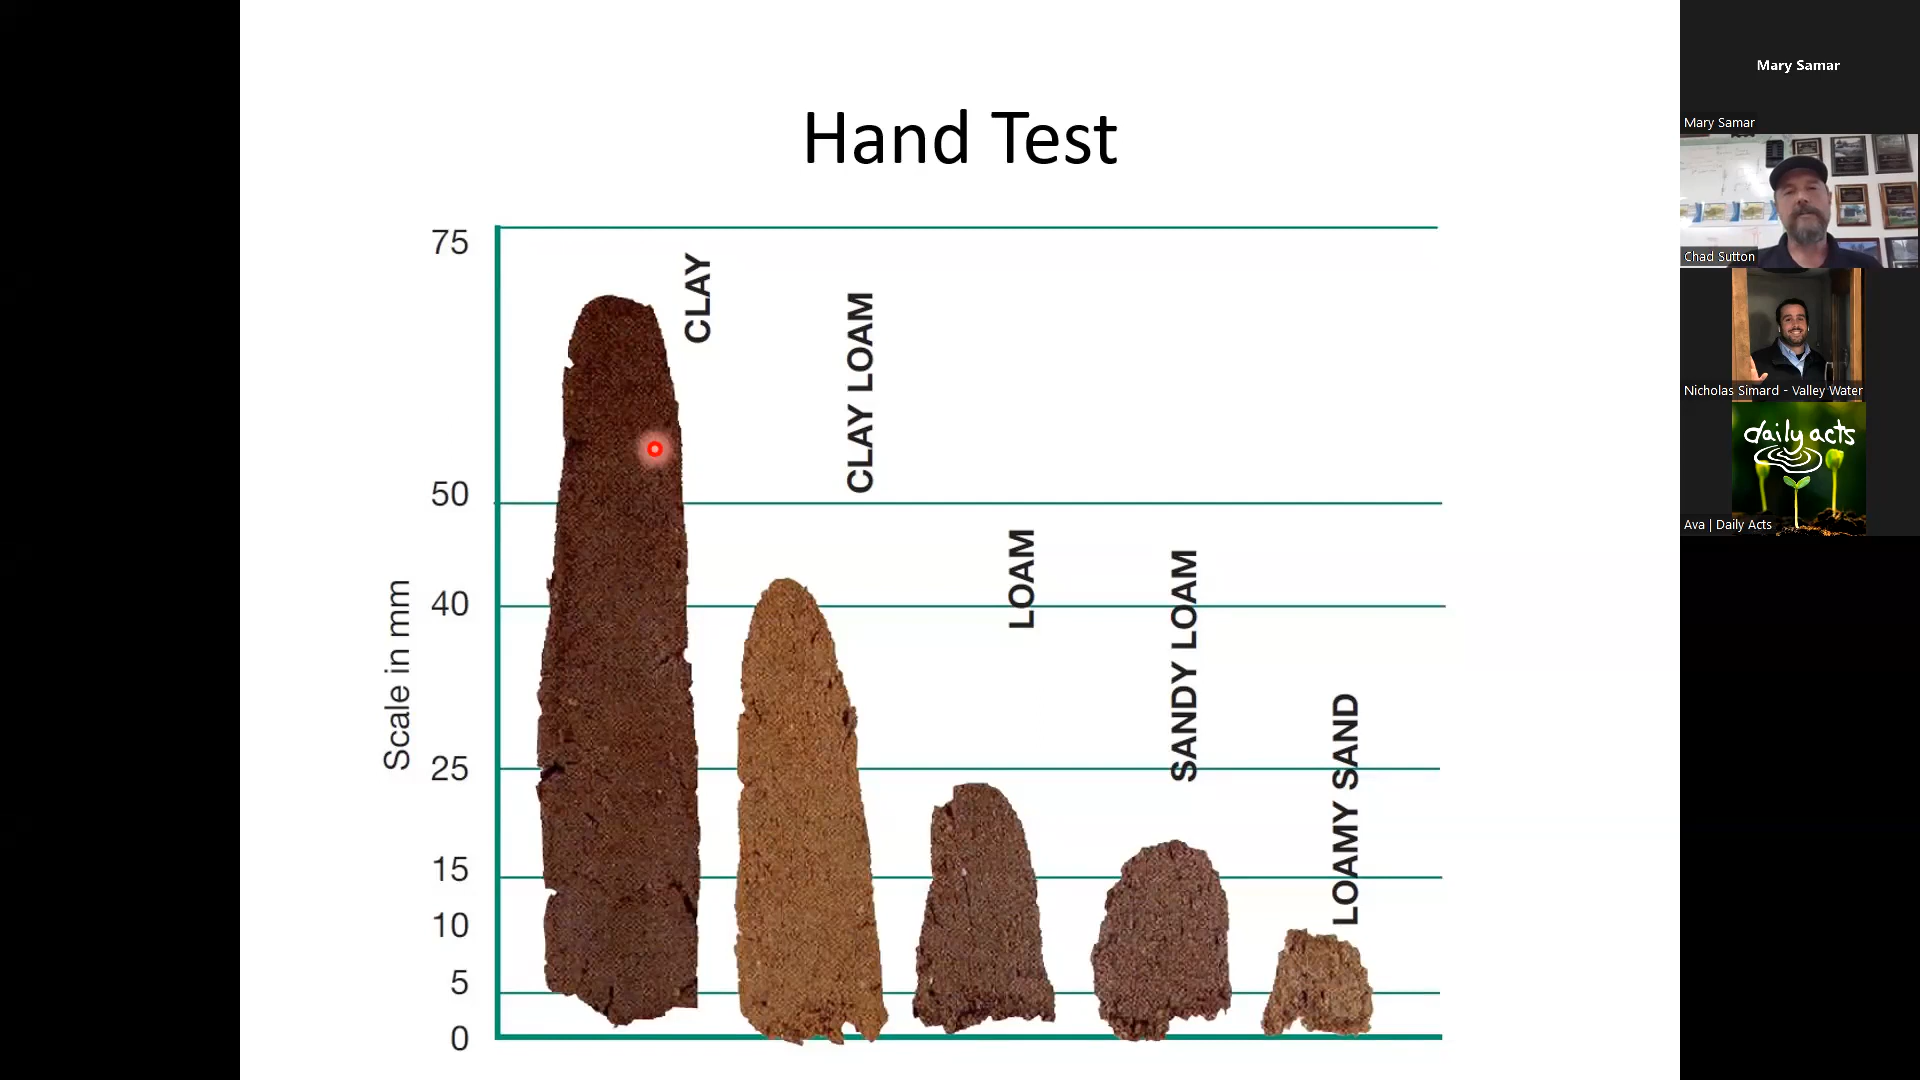 Hand Test
75
50
40
25
15
10
5
0
Scale in mm
CLAY
CLAY LOAM
LOAM
SANDY LOAM
LOAMY SAND
Mary Samar
Mary Samar
Chad Sutton
Nicholas Simard - Valley Water
daily acts
Ava | Daily Acts